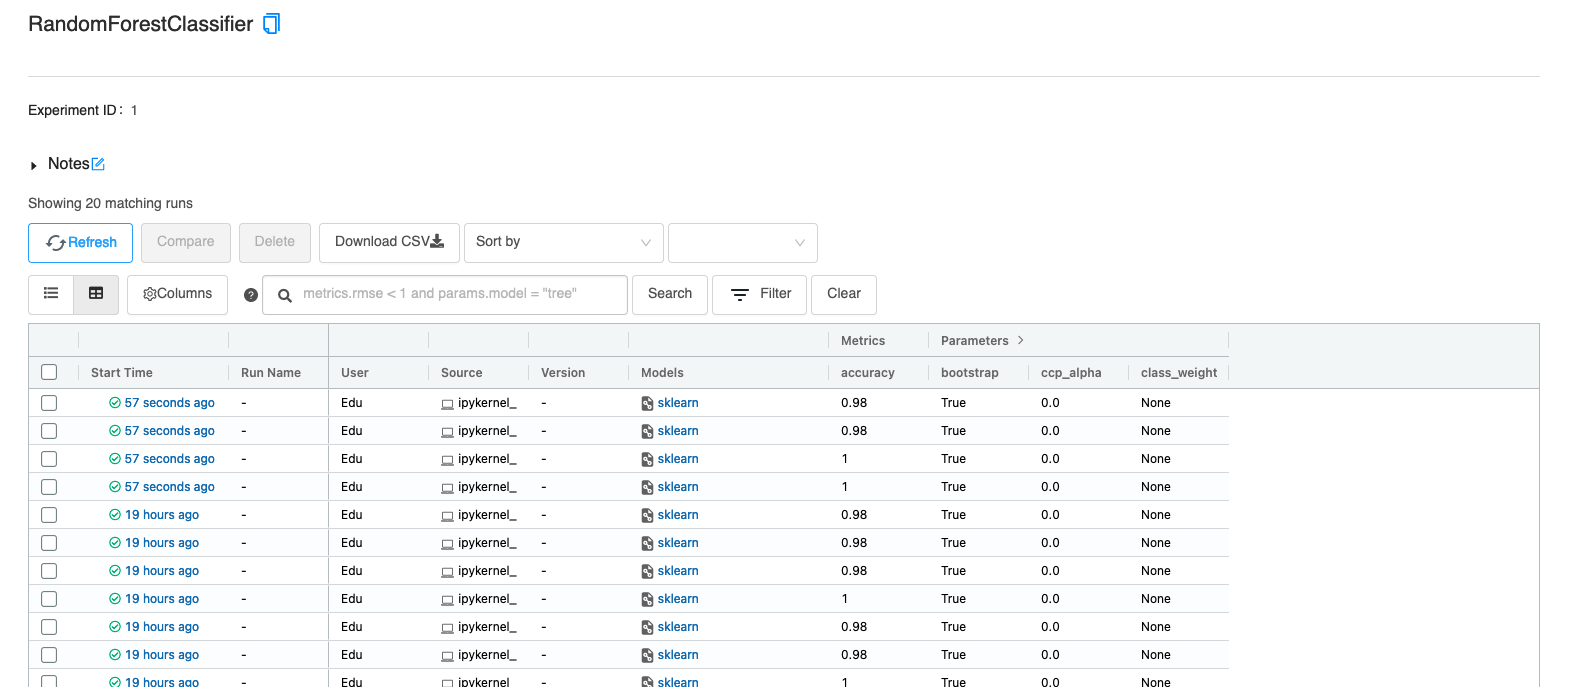 RandomForestClassifier
Experiment ID: 1
Notes
Showing 20 matching runs
Refresh Compare Delete Download CSV Sort by
Columns ? metrics.rmse < 1 and params.model = "tree" Search Filter Clear
Metrics Parameters >
Start Time Run Name User Source Version Models accuracy bootstrap ccp_alpha class_weight
57 seconds ago - Edu ipykernel_ - sklearn 0.98 True 0.0 None
57 seconds ago - Edu ipykernel_ - sklearn 0.98 True 0.0 None
57 seconds ago - Edu ipykernel_ - sklearn 1 True 0.0 None
57 seconds ago - Edu ipykernel_ - sklearn 1 True 0.0 None
19 hours ago - Edu ipykernel_ - sklearn 0.98 True 0.0 None
19 hours ago - Edu ipykernel_ - sklearn 0.98 True 0.0 None
19 hours ago - Edu ipykernel_ - sklearn 0.98 True 0.0 None
19 hours ago - Edu ipykernel_ - sklearn 1 True 0.0 None
19 hours ago - Edu ipykernel_ - sklearn 0.98 True 0.0 None
19 hours ago - Edu ipykernel_ - sklearn 0.98 True 0.0 None
19 hours ago - Edu ipykernel - sklearn 1 True 0.0 None